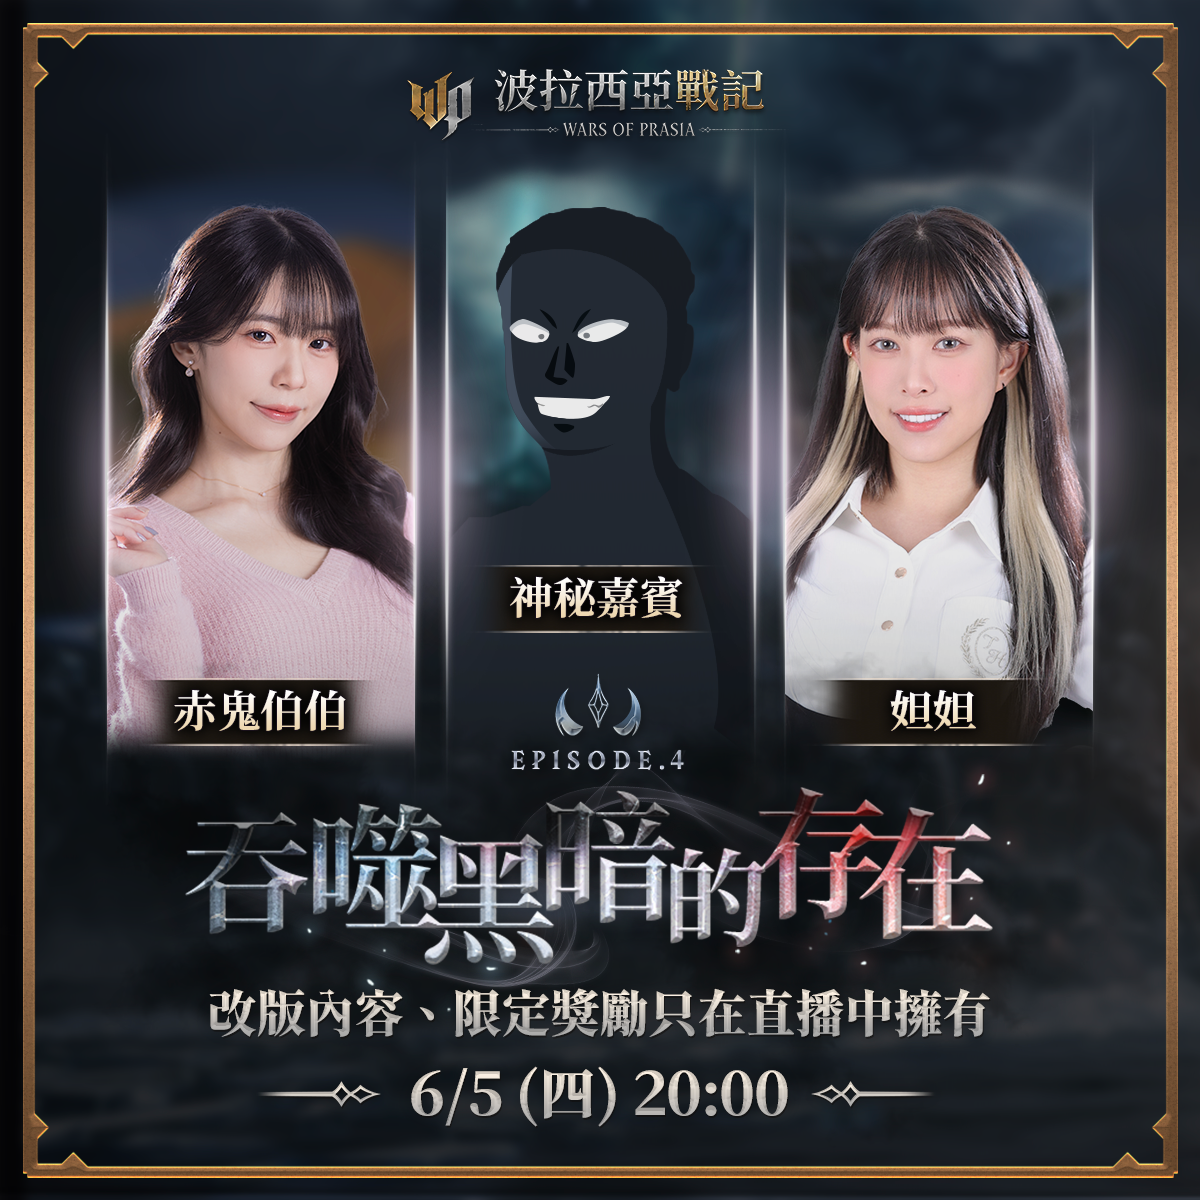 WP 波拉西亞戰記
WARS OF PRASIA
神秘嘉賓
赤鬼伯伯
妲妲
EPISODE.4
吞噬黑暗的存在
改版內容、限定獎勵只在直播中擁有
6/5 (四) 20:00